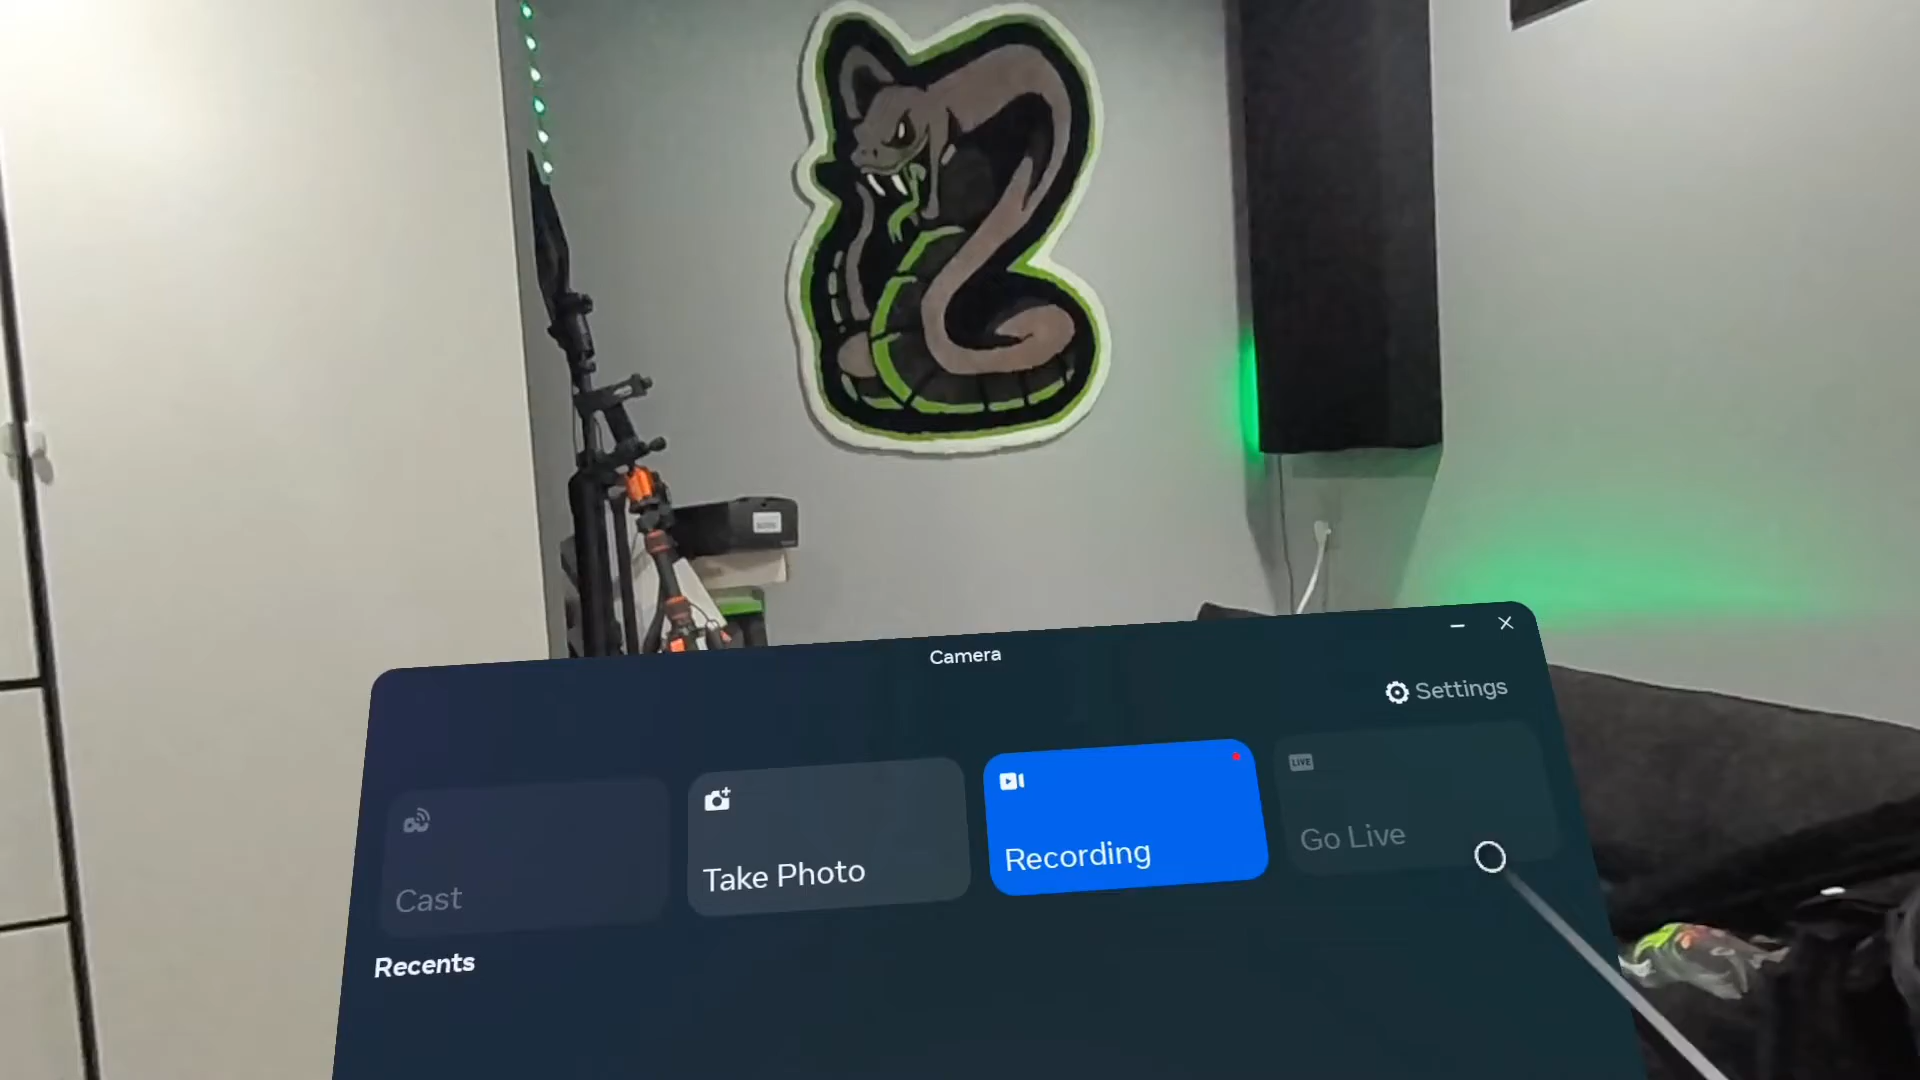 Camera
Settings
Cast
Take Photo
Recording
LIVE
Go Live
Recents